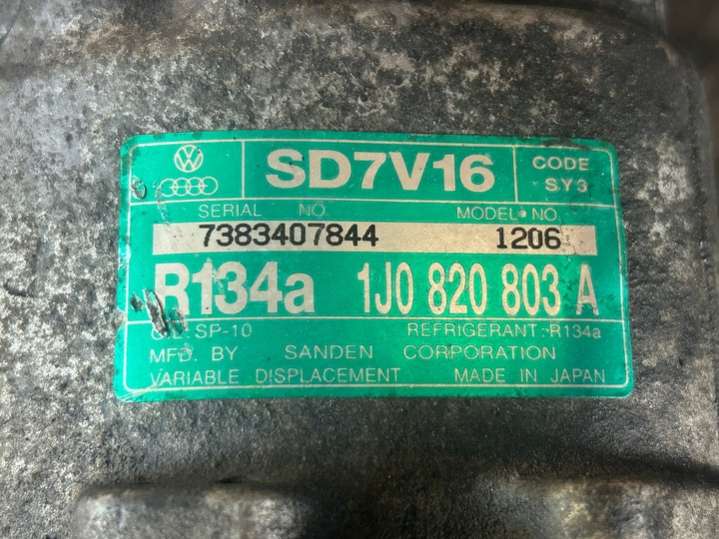 SD7V16
CODE
SY3
SERIAL NO. MODEL NO.
7383407844 1206
R134a 1J0 820 803 A
OIL SP-10 REFRIGERANT R134a
MFD. BY SANDEN CORPORATION
VARIABLE DISPLACEMENT MADE IN JAPAN